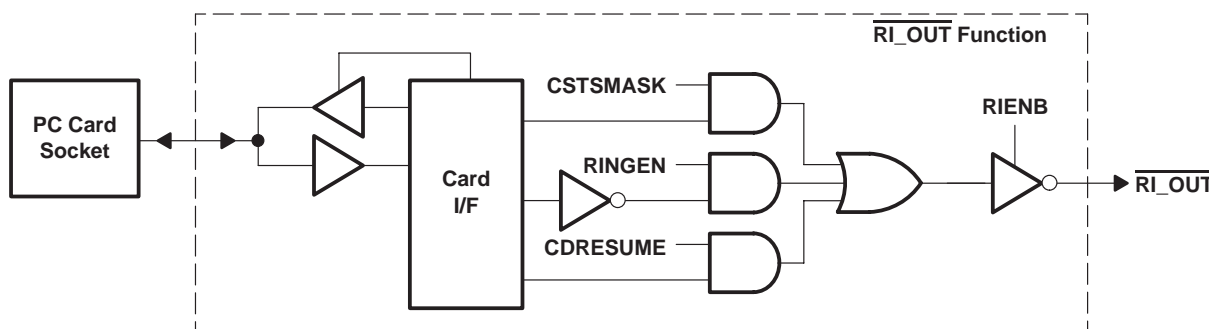 RI_OUT Function
PC Card
Socket
CSTSMASK
RINGEN
CDRESUME
Card
I/F
RIENB
RI_OUT